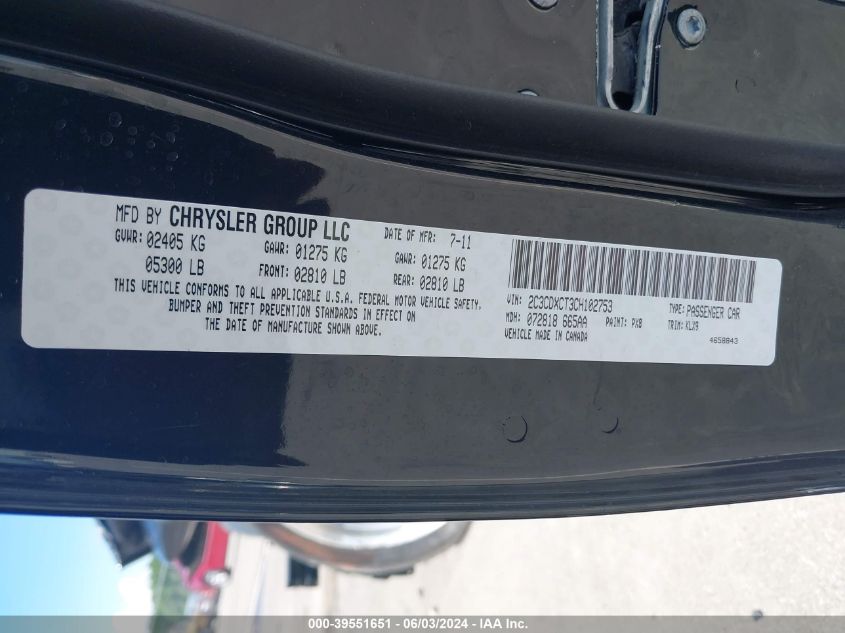 MFD BY CHRYSLER GROUP LLC DATE OF MFR: 7-11
GVWR: 02405 KG GAWR: 01275 KG GAWR: 01275 KG
05300 LB FRONT: 02810 LB REAR: 02810 LB
THIS VEHICLE CONFORMS TO ALL APPLICABLE U.S.A. FEDERAL MOTOR VEHICLE SAFETY,
BUMPER AND THEFT PREVENTION STANDARDS IN EFFECT ON
THE DATE OF MANUFACTURE SHOWN ABOVE.
VIN: 2C3CDXCT3CH102753 TYPE: PASSENGER CAR
MDH: 072818 665AA PAINT: PX8 TRIM: KLX9
VEHICLE MADE IN CANADA 4658843
000-39551651 - 06/03/2024 - IAA Inc.